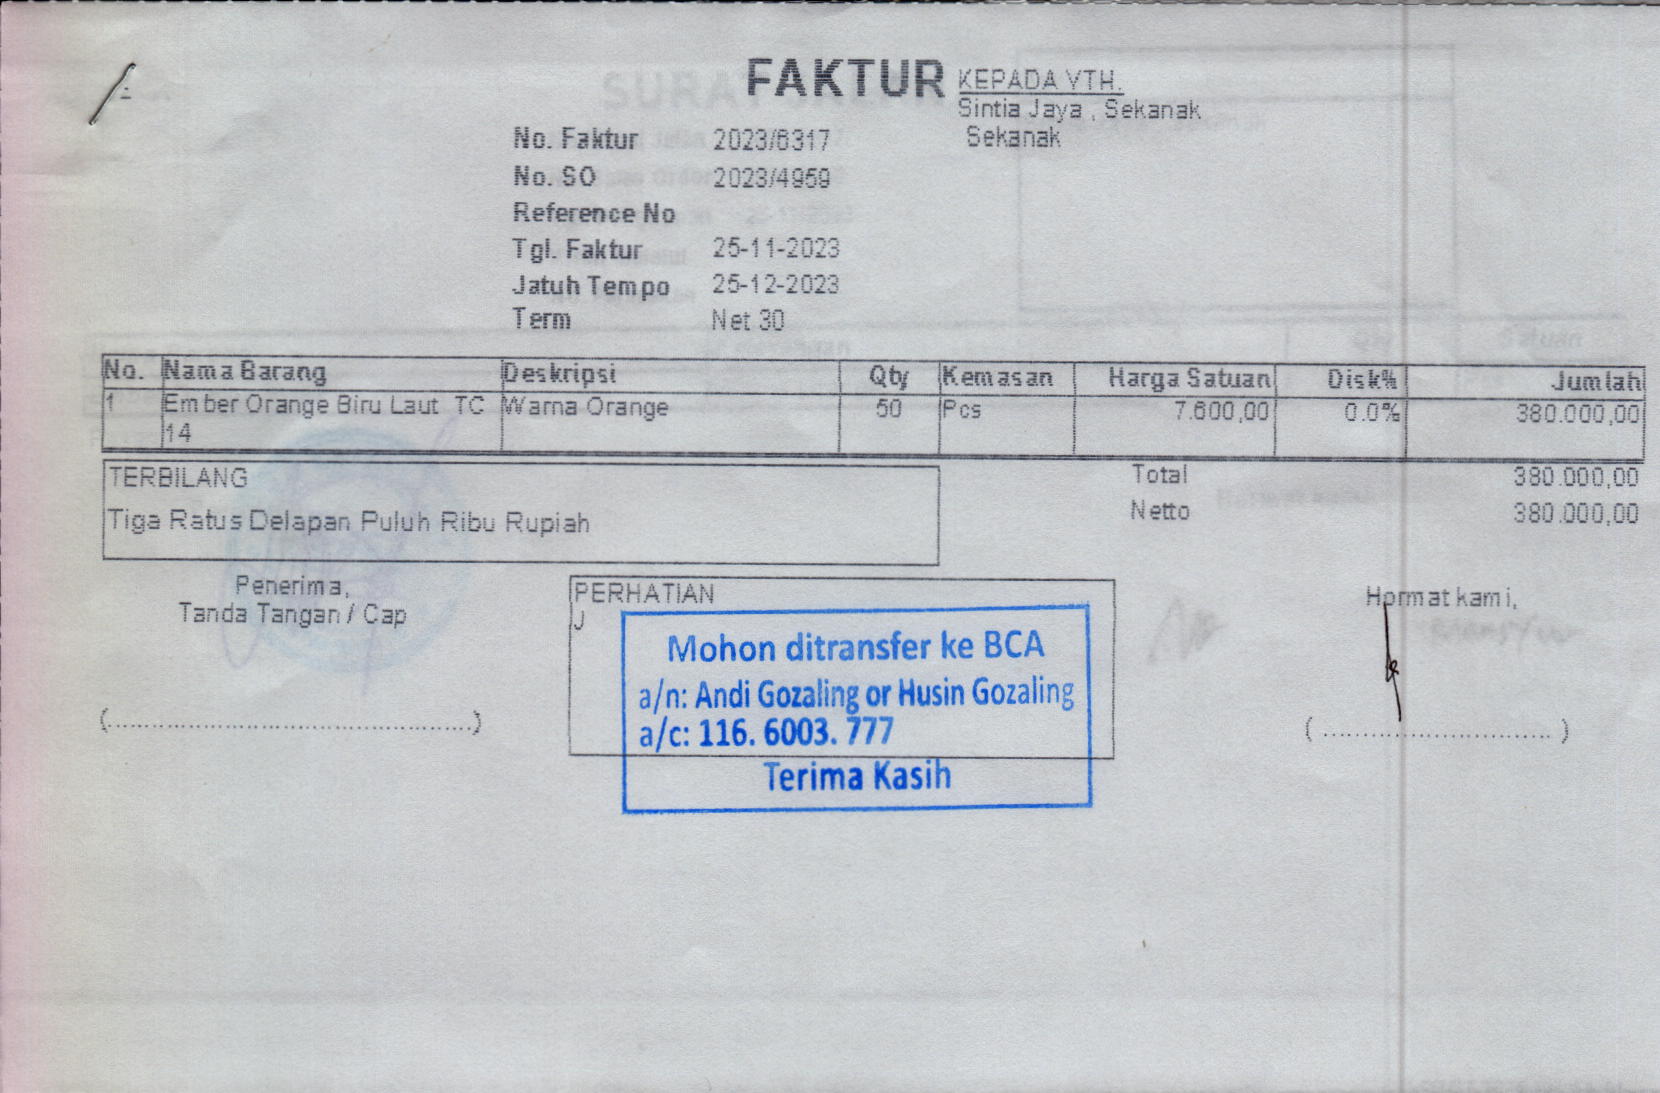 FAKTUR
KEPADA YTH.
Sintia Jaya , Sekanak
Sekanak
No. Faktur 2023/6317
No. SO 2023/4959
Reference No
Tgl. Faktur 25-11-2023
Jatuh Tempo 25-12-2023
Term Net 30
No. Nama Barang Deskripsi Qty Kemasan Harga Satuan Disk% Jumlah
1 Ember Orange Biru Laut TC Warna Orange 50 Pcs 7.600,00 0.0% 380.000,00
14
TERBILANG
Tiga Ratus Delapan Puluh Ribu Rupiah
Total 380.000,00
Netto 380.000,00
Penerima,
Tanda Tangan / Cap
(.....................................................)
PERHATIAN
J
Mohon ditransfer ke BCA
a/n: Andi Gozaling or Husin Gozaling
a/c: 116. 6003. 777
Terima Kasih
Hormat kami,
( ................................. )